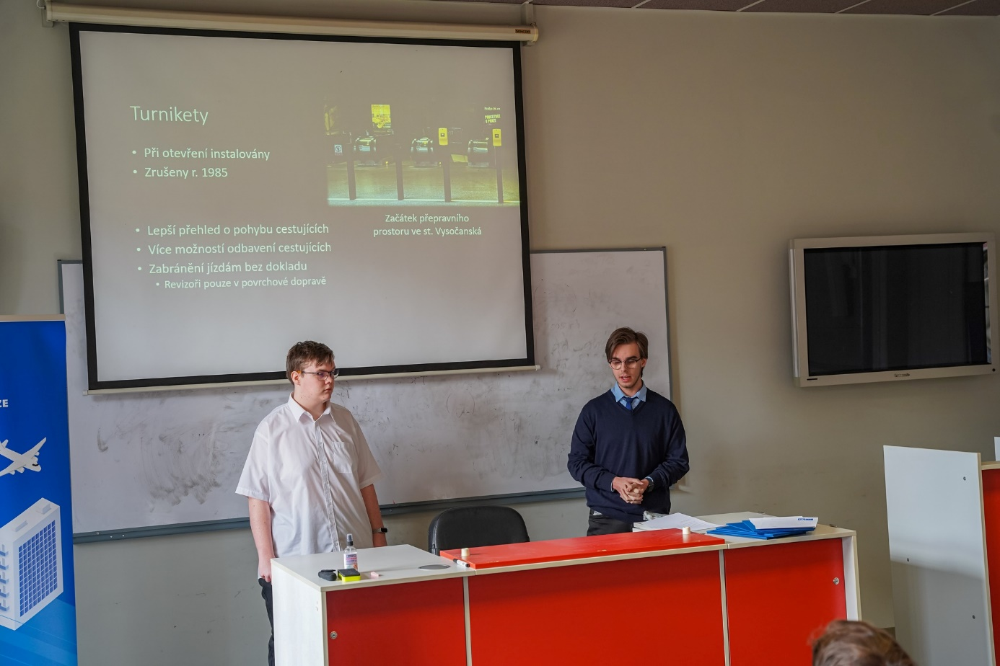 Turnikety
• Při otevření instalovány
• Zrušeny r. 1985
• Lepší přehled o pohybu cestujících
• Více možností odbavení cestujících
• Zabránění jízdám bez dokladu
• Revizoři pouze v povrchové dopravě
Začátek přepravního
prostoru ve st. Vysočanská
ZE